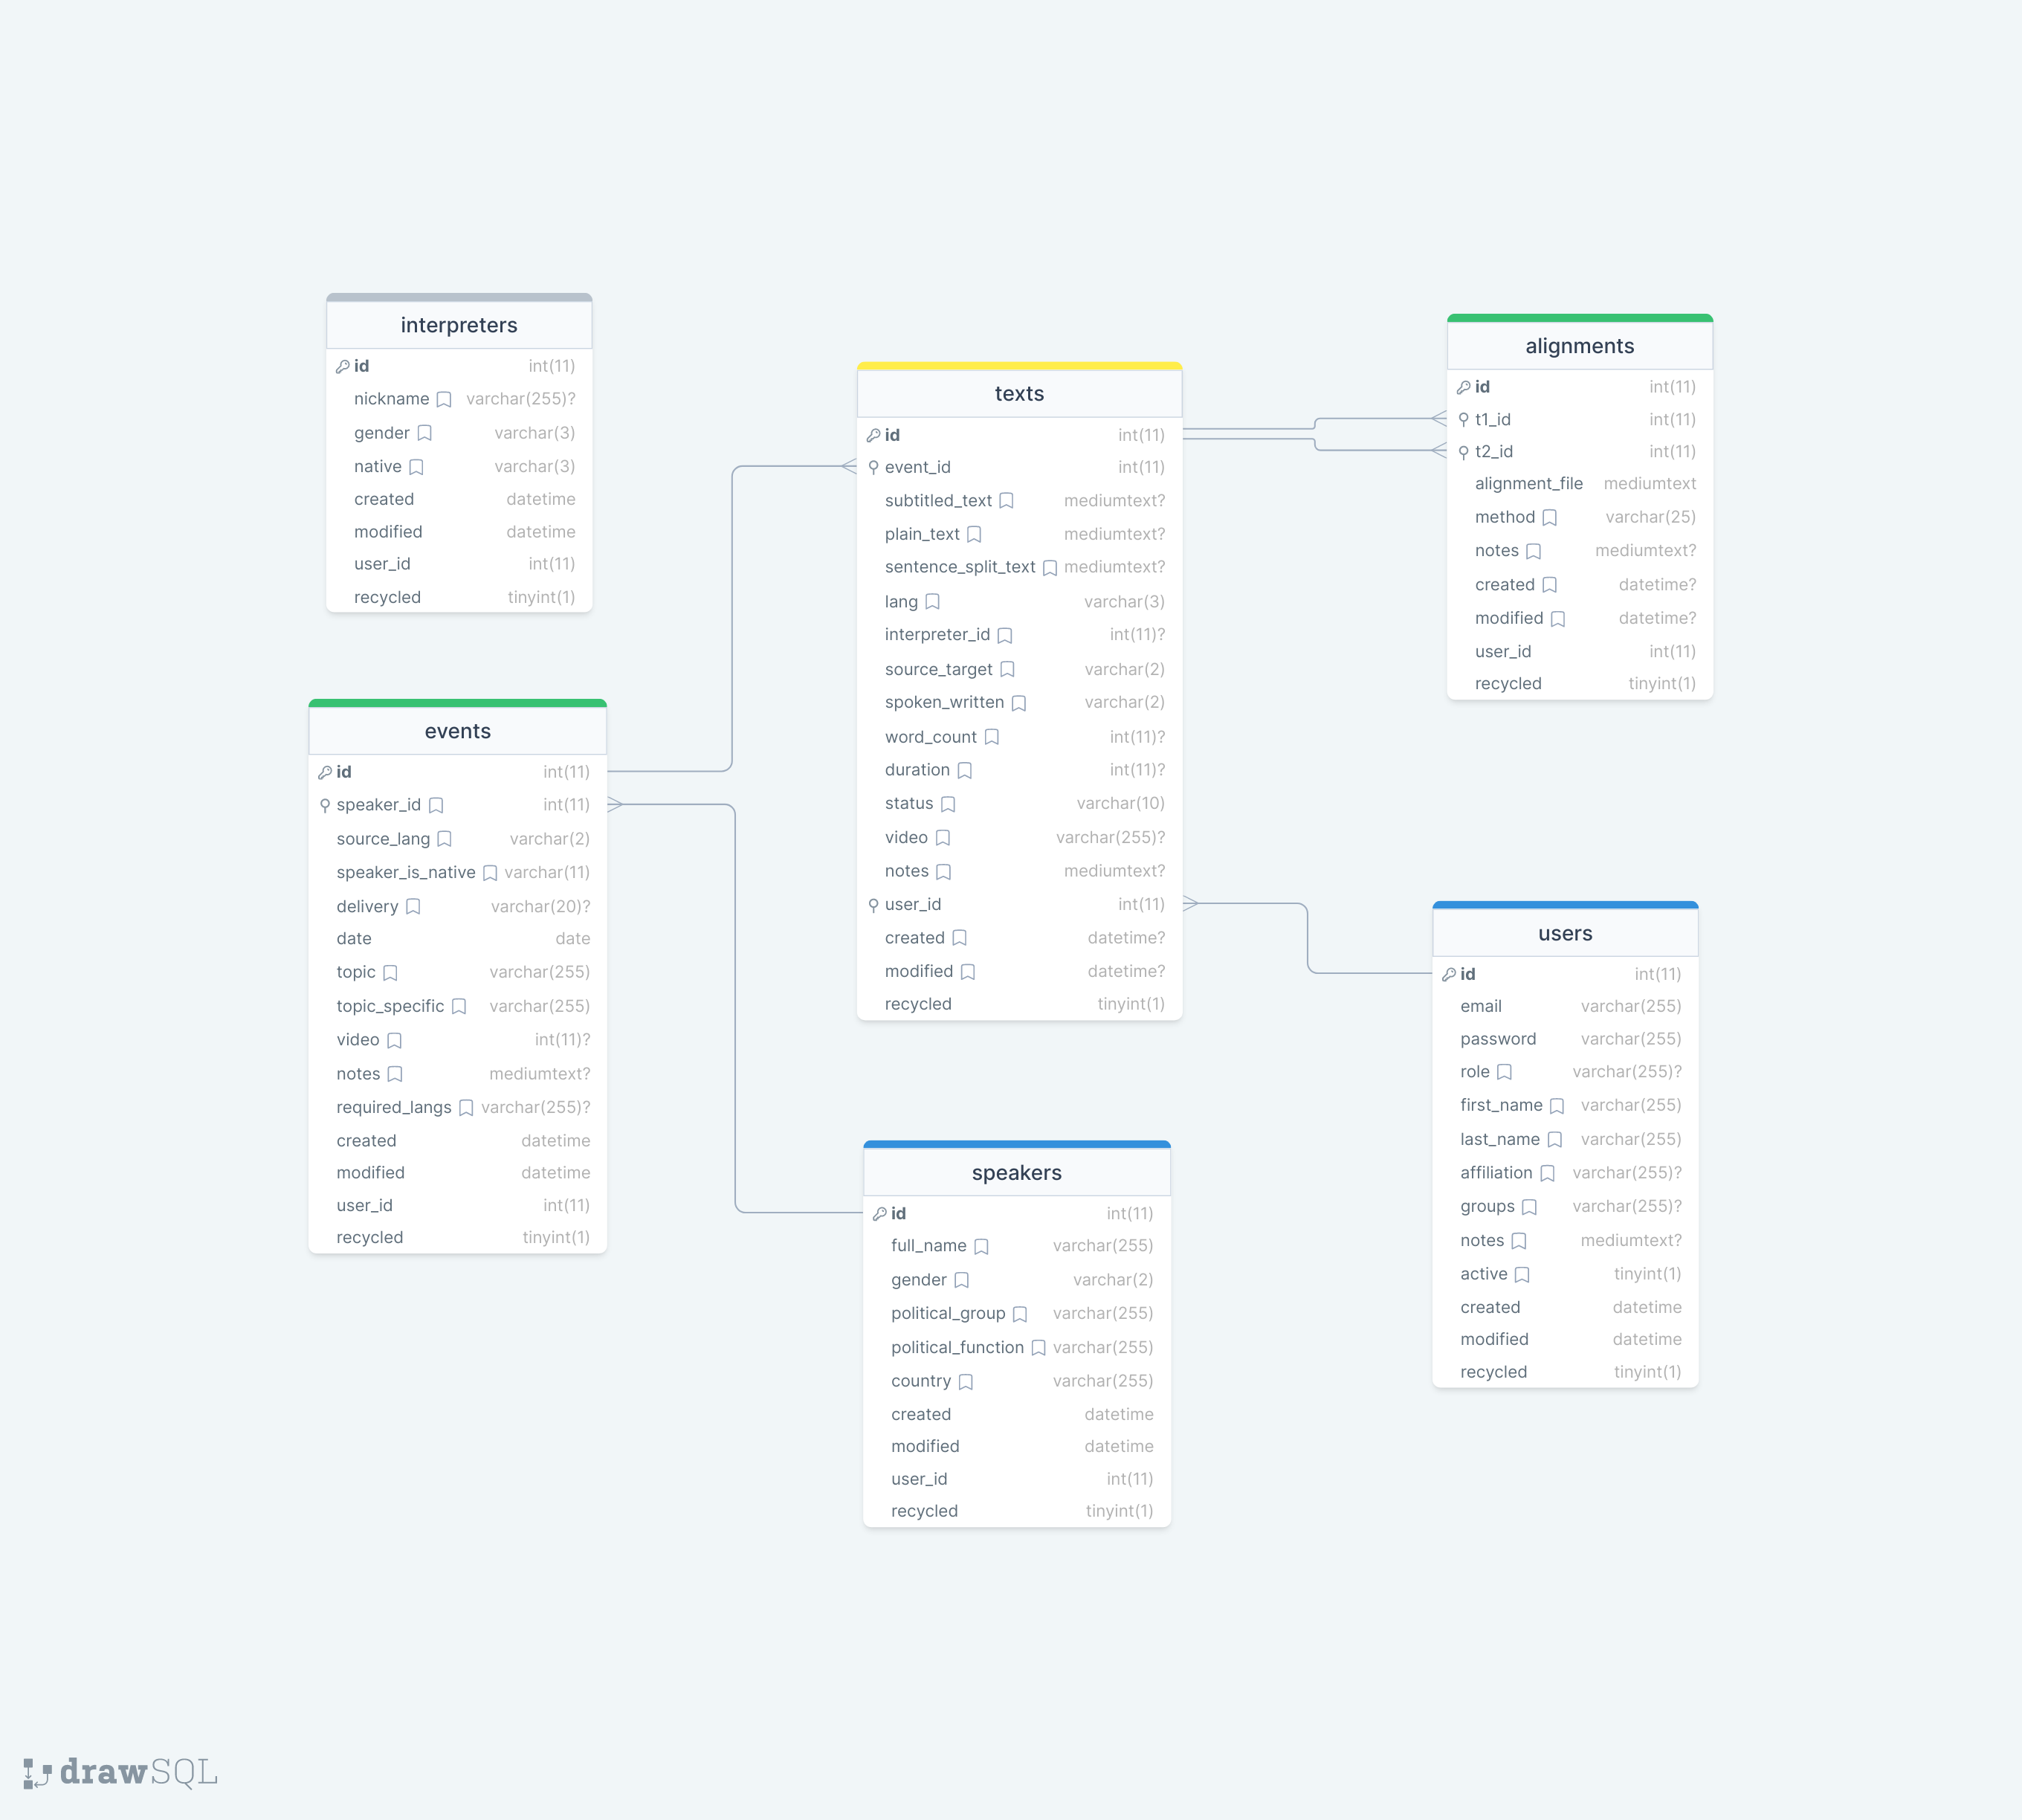 interpreters
id int(11)
nickname varchar(255)?
gender varchar(3)
native varchar(3)
created datetime
modified datetime
user_id int(11)
recycled tinyint(1)
events
id int(11)
speaker_id int(11)
source_lang varchar(2)
speaker_is_native varchar(11)
delivery varchar(20)?
date date
topic varchar(255)
topic_specific varchar(255)
video int(11)?
notes mediumtext?
required_langs varchar(255)?
created datetime
modified datetime
user_id int(11)
recycled tinyint(1)
texts
id int(11)
event_id int(11)
subtitled_text mediumtext?
plain_text mediumtext?
sentence_split_text mediumtext?
lang varchar(3)
interpreter_id int(11)?
source_target varchar(2)
spoken_written varchar(2)
word_count int(11)?
duration int(11)?
status varchar(10)
video varchar(255)?
notes mediumtext?
user_id int(11)
created datetime?
modified datetime?
recycled tinyint(1)
speakers
id int(11)
full_name varchar(255)
gender varchar(2)
political_group varchar(255)
political_function varchar(255)
country varchar(255)
created datetime
modified datetime
user_id int(11)
recycled tinyint(1)
alignments
id int(11)
t1_id int(11)
t2_id int(11)
alignment_file mediumtext
method varchar(25)
notes mediumtext?
created datetime?
modified datetime?
user_id int(11)
recycled tinyint(1)
users
id int(11)
email varchar(255)
password varchar(255)
role varchar(255)?
first_name varchar(255)
last_name varchar(255)
affiliation varchar(255)?
groups varchar(255)?
notes mediumtext?
active tinyint(1)
created datetime
modified datetime
recycled tinyint(1)
drawSQL